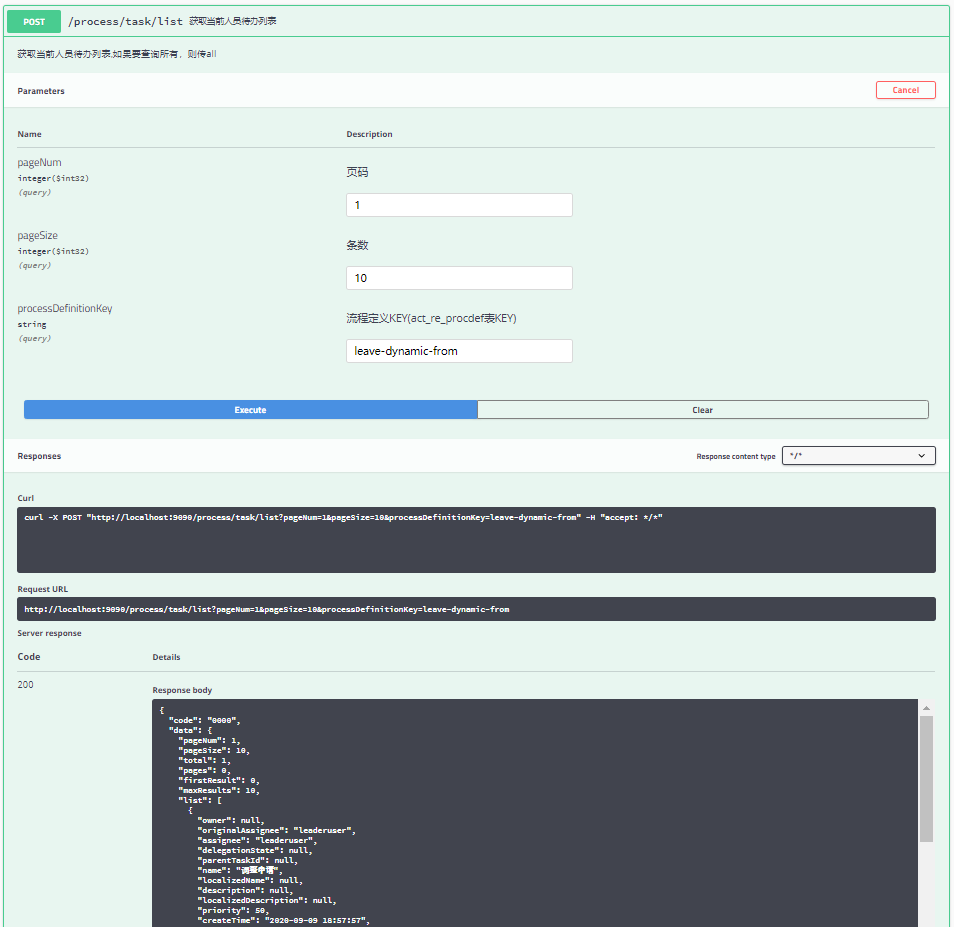 POST /process/task/list 获取当前人员待办列表
获取当前人员待办列表,如果要查询所有，则传all
Parameters
Cancel
Name Description
pageNum
integer($int32)
(query)
页码
1
pageSize
integer($int32)
(query)
条数
10
processDefinitionKey
string
(query)
流程定义KEY(act_re_procdef表KEY)
leave-dynamic-from
Execute Clear
Responses Response content type */*
Curl
curl -X POST "http://localhost:9090/process/task/list?pageNum=1&pageSize=10&processDefinitionKey=leave-dynamic-from" -H "accept: */*"
Request URL
http://localhost:9090/process/task/list?pageNum=1&pageSize=10&processDefinitionKey=leave-dynamic-from
Server response
Code Details
200
Response body
{
"code": "0000",
"data": {
"pageNum": 1,
"pageSize": 10,
"total": 1,
"pages": 0,
"firstResult": 0,
"maxResults": 10,
"list": [
{
"owner": null,
"originalAssignee": "leaderuser",
"assignee": "leaderuser",
"delegationState": null,
"parentTaskId": null,
"name": "调整申请",
"localizedName": null,
"description": null,
"localizedDescription": null,
"priority": 50,
"createTime": "2020-09-09 18:57:57",